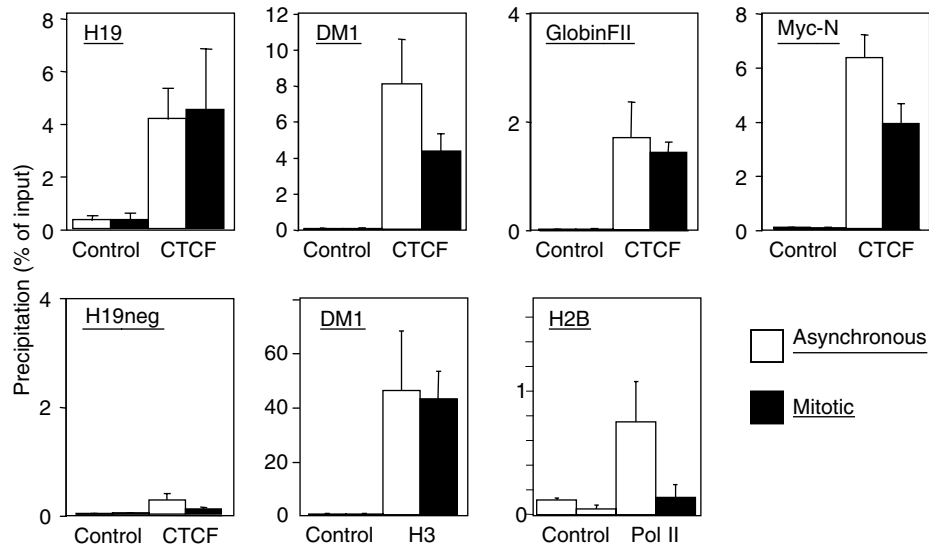 Precipitation (% of input)
H19
8
6
4
2
0
Control CTCF
DM1
12
10
8
6
4
2
0
Control CTCF
GlobinFII
4
2
0
Control CTCF
Myc-N
8
6
4
2
0
Control CTCF
H19neg
4
2
0
Control CTCF
DM1
60
40
20
0
Control H3
H2B
1
0
Control Pol II
Asynchronous
Mitotic